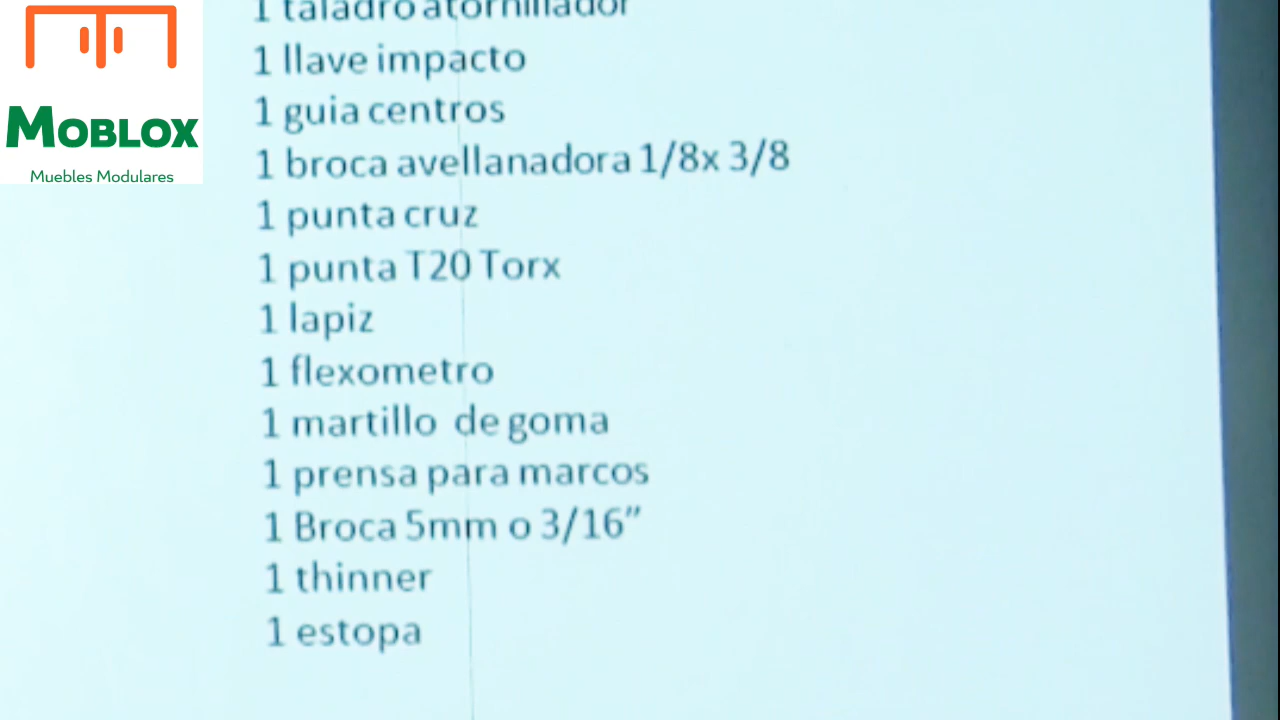 MOBLOX
Muebles Modulares
1 taladro atornillador
1 llave impacto
1 guia centros
1 broca avellanadora 1/8x 3/8
1 punta cruz
1 punta T20 Torx
1 lapiz
1 flexometro
1 martillo de goma
1 prensa para marcos
1 Broca 5mm o 3/16”
1 thinner
1 estopa